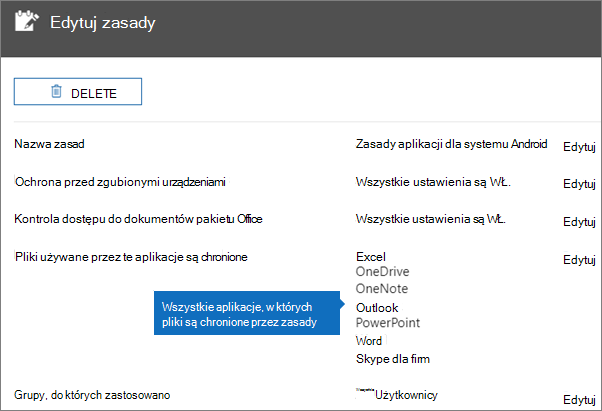 Edytuj zasady
DELETE
Nazwa zasad Zasady aplikacji dla systemu Android Edytuj
Ochrona przed zgubionymi urządzeniami Wszystkie ustawienia są WŁ. Edytuj
Kontrola dostępu do dokumentów pakietu Office Wszystkie ustawienia są WŁ. Edytuj
Pliki używane przez te aplikacje są chronione Excel Edytuj
OneDrive
OneNote
Wszystkie aplikacje, w których
pliki są chronione przez zasady
Outlook
PowerPoint
Word
Skype dla firm
Grupy, do których zastosowano Użytkownicy Edytuj